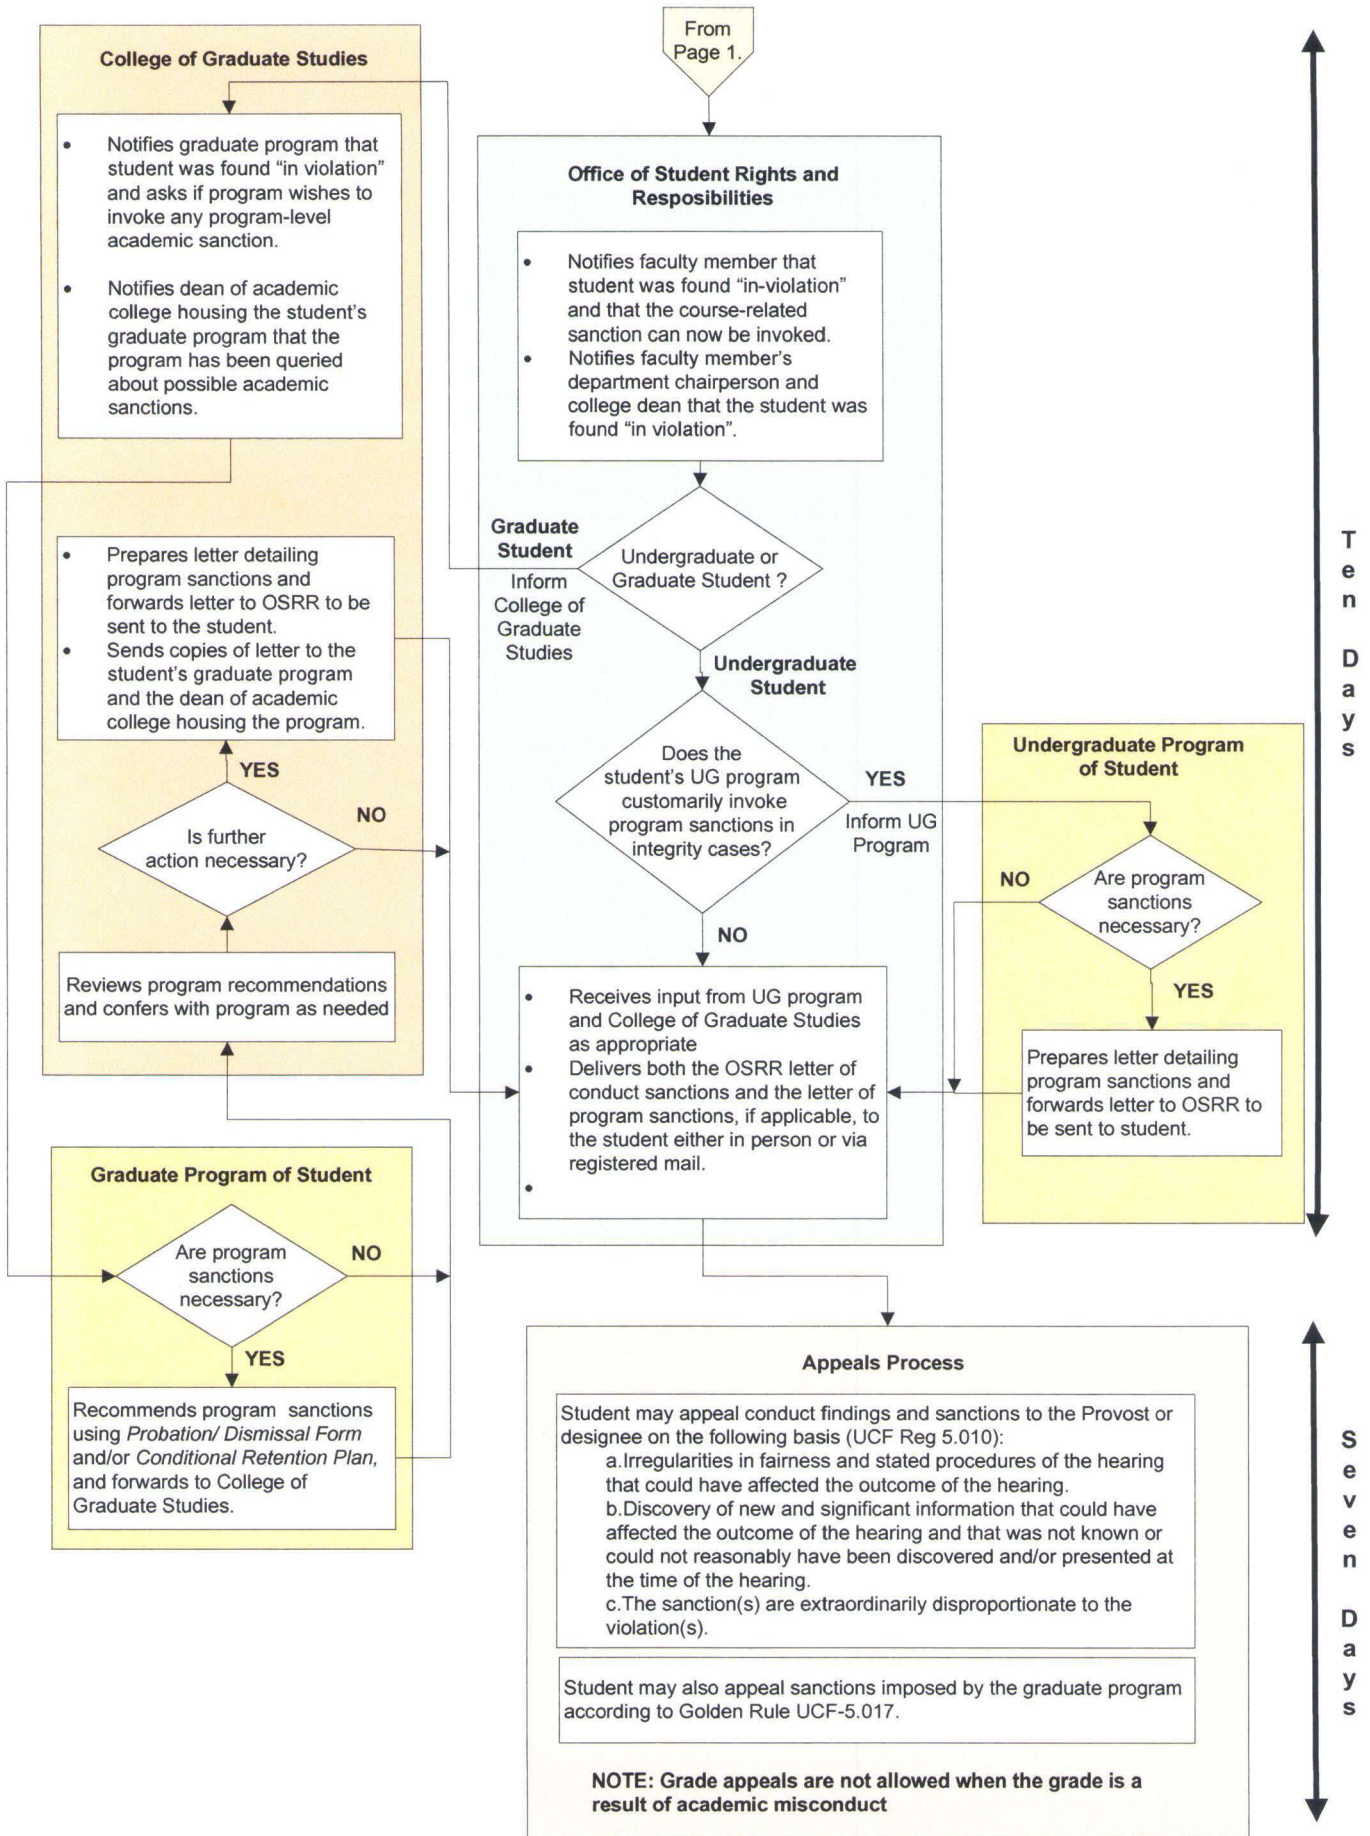 From
Page 1.
College of Graduate Studies
• Notifies graduate program that
student was found “in violation”
and asks if program wishes to
invoke any program-level
academic sanction.
• Notifies dean of academic
college housing the student’s
graduate program that the
program has been queried
about possible academic
sanctions.
Office of Student Rights and
Resposibilities
• Notifies faculty member that
student was found “in-violation”
and that the course-related
sanction can now be invoked.
• Notifies faculty member’s
department chairperson and
college dean that the student was
found “in violation”.
Graduate
Student
Inform
College of
Graduate
Studies
Undergraduate or
Graduate Student ?
Undergraduate
Student
• Prepares letter detailing
program sanctions and
forwards letter to OSRR to be
sent to the student.
• Sends copies of letter to the
student’s graduate program
and the dean of academic
college housing the program.
YES
Is further
action necessary?
NO
Reviews program recommendations
and confers with program as needed
Does the
student’s UG program
customarily invoke
program sanctions in
integrity cases?
YES
Inform UG
Program
NO
Undergraduate Program
of Student
Are program
sanctions
necessary?
NO
YES
Prepares letter detailing
program sanctions and
forwards letter to OSRR to
be sent to student.
• Receives input from UG program
and College of Graduate Studies
as appropriate
• Delivers both the OSRR letter of
conduct sanctions and the letter of
program sanctions, if applicable, to
the student either in person or via
registered mail.
•
Graduate Program of Student
Are program
sanctions
necessary?
NO
YES
Recommends program sanctions
using Probation/ Dismissal Form
and/or Conditional Retention Plan,
and forwards to College of
Graduate Studies.
Ten Days
Appeals Process
Student may appeal conduct findings and sanctions to the Provost or
designee on the following basis (UCF Reg 5.010):
a.Irregularities in fairness and stated procedures of the hearing
that could have affected the outcome of the hearing.
b.Discovery of new and significant information that could have
affected the outcome of the hearing and that was not known or
could not reasonably have been discovered and/or presented at
the time of the hearing.
c.The sanction(s) are extraordinarily disproportionate to the
violation(s).
Student may also appeal sanctions imposed by the graduate program
according to Golden Rule UCF-5.017.
NOTE: Grade appeals are not allowed when the grade is a
result of academic misconduct
Seven Days